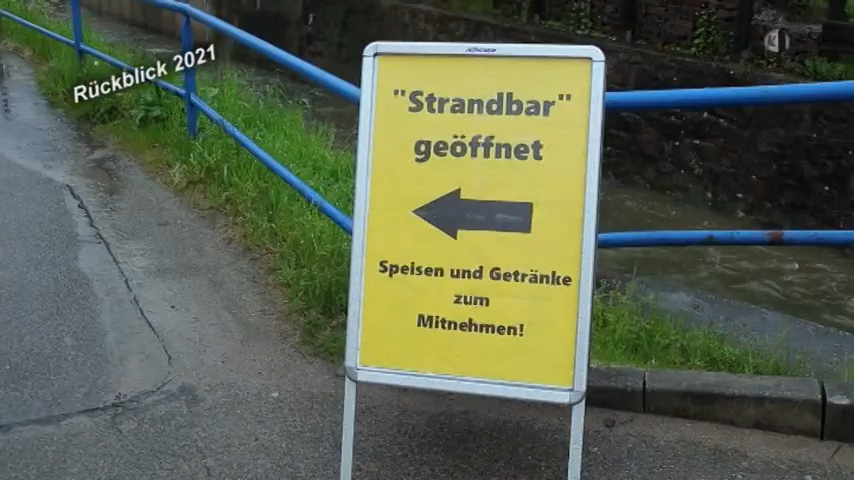 Rückblick 2021
"Strandbar"
geöffnet
Speisen und Getränke
zum
Mitnehmen!